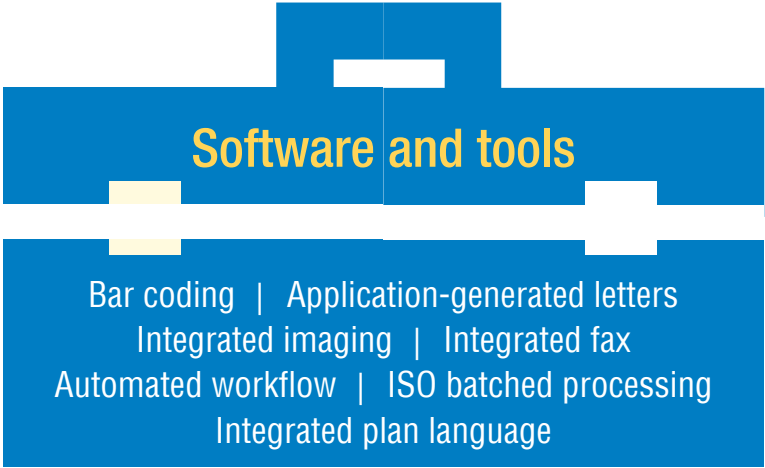 Software and tools
Bar coding | Application-generated letters
Integrated imaging | Integrated fax
Automated workflow | ISO batched processing
Integrated plan language